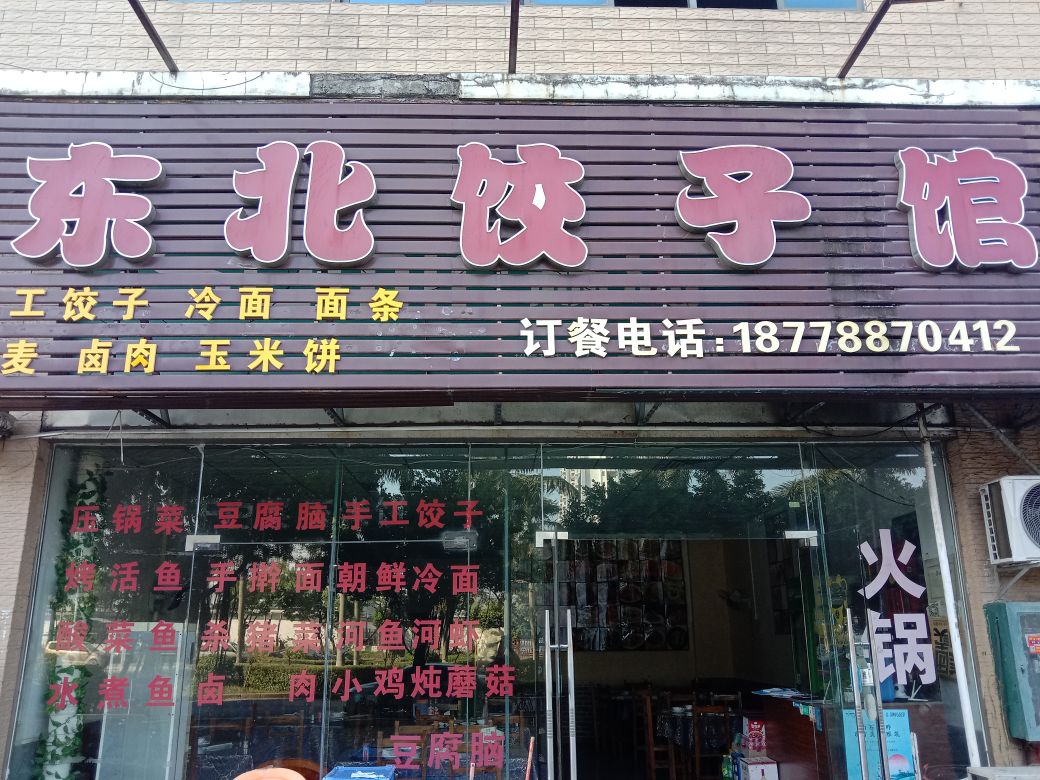 东北饺子馆
工饺子 冷面 面条
麦 卤肉 玉米饼
订餐电话:18778870412
压锅菜 豆腐脑 手工饺子
烤活鱼 手擀面 朝鲜冷面
酸菜鱼 杀猪菜 河鱼河虾
水煮鱼 卤 肉 小鸡炖蘑菇
豆腐脑
火锅